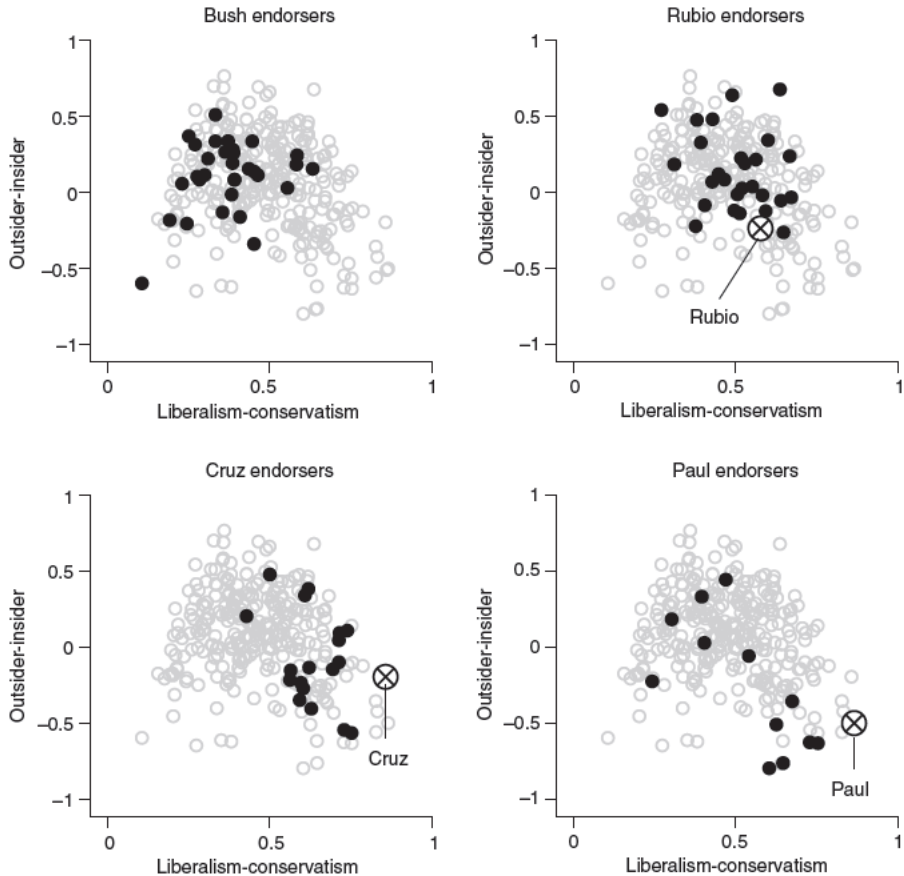 Bush endorsers
1
0.5
0
−0.5
−1
Outsider-insider
0
0.5
1
Liberalism-conservatism
Rubio endorsers
1
0.5
0
−0.5
−1
Outsider-insider
Rubio
0
0.5
1
Liberalism-conservatism
Cruz endorsers
1
0.5
0
−0.5
−1
Outsider-insider
Cruz
0
0.5
1
Liberalism-conservatism
Paul endorsers
1
0.5
0
−0.5
−1
Outsider-insider
Paul
0
0.5
1
Liberalism-conservatism